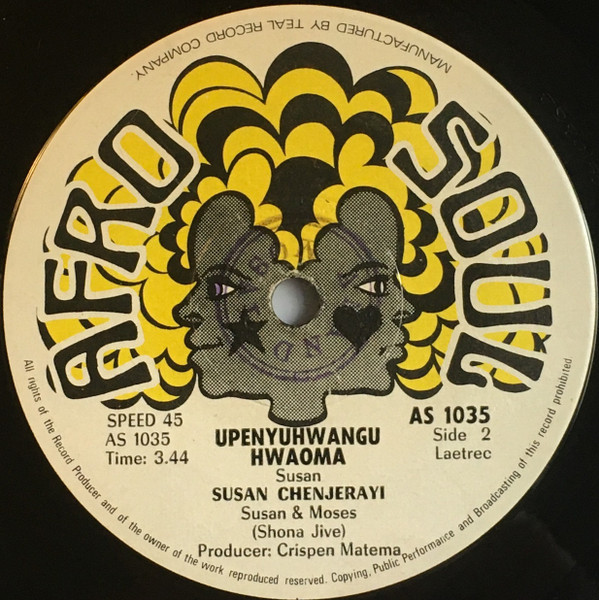 MANUFACTURED BY TEAL RECORD COMPANY.
AFRO SOUL
SPEED 45
AS 1035
Time: 3.44
AS 1035
Side 2
Laetrec
UPENYUHWANGU
HWAOMA
Susan
SUSAN CHENJERAYI
Susan & Moses
(Shona Jive)
Producer: Crispen Matema
All rights of the Record Producer and of the owner of the work reproduced reserved. Copying, Public Performance and Broadcasting of this record prohibited